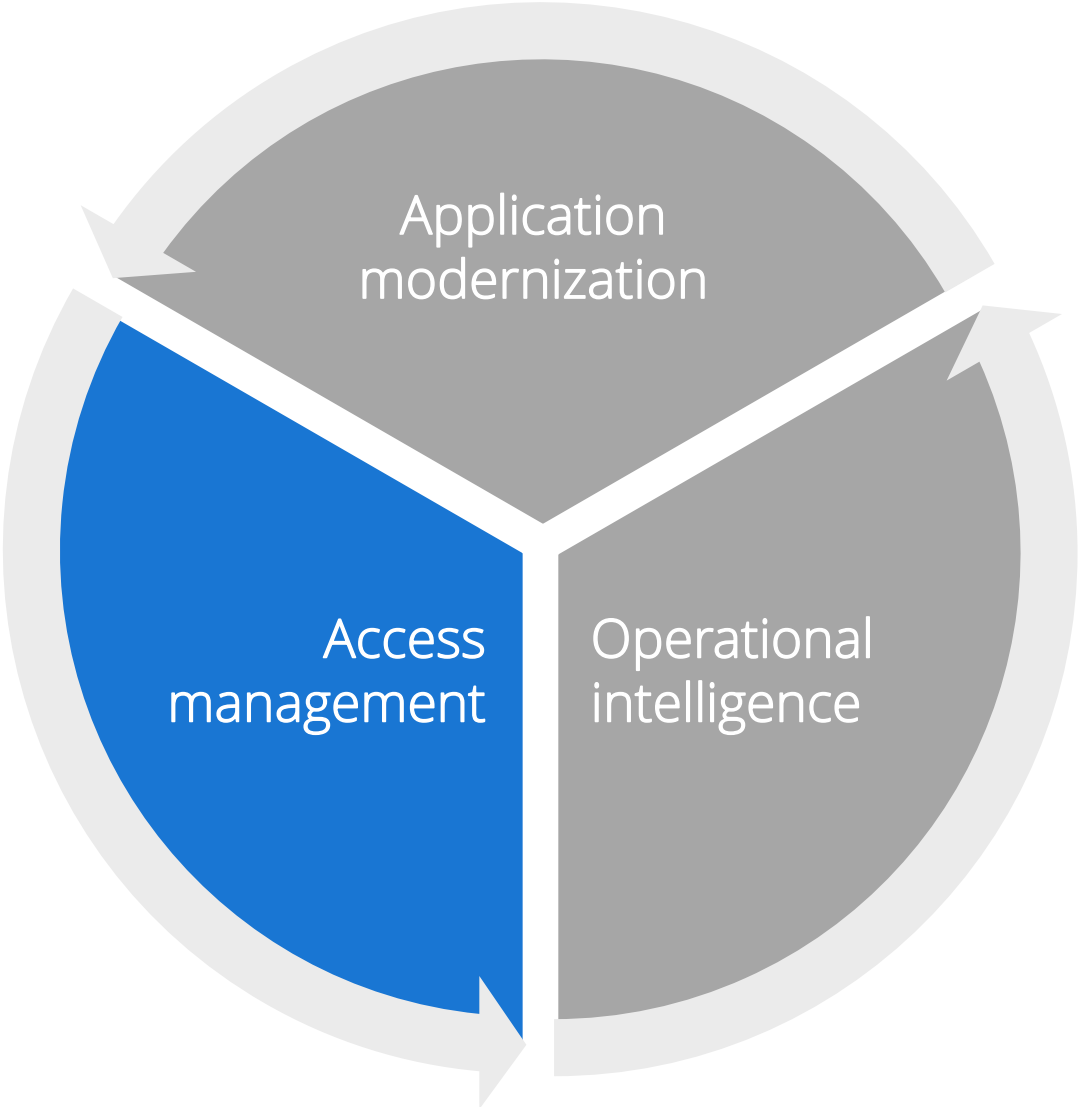 Application
modernization
Access
management
Operational
intelligence